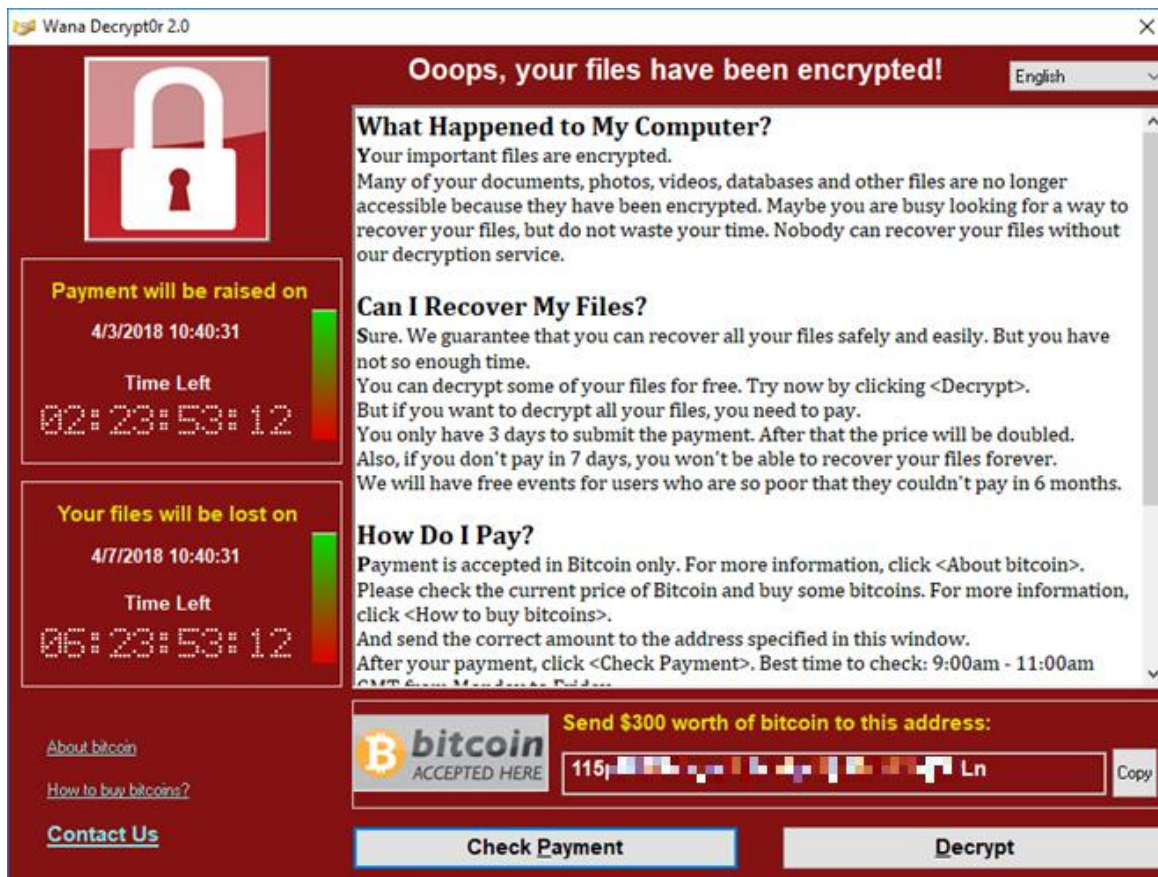 Wana Decrypt0r 2.0
Ooops, your files have been encrypted!
English
Payment will be raised on
4/3/2018 10:40:31
Time Left
02:23:53:12
Your files will be lost on
4/7/2018 10:40:31
Time Left
06:23:53:12
About bitcoin
How to buy bitcoins?
Contact Us
What Happened to My Computer?
Your important files are encrypted.
Many of your documents, photos, videos, databases and other files are no longer
accessible because they have been encrypted. Maybe you are busy looking for a way to
recover your files, but do not waste your time. Nobody can recover your files without
our decryption service.
Can I Recover My Files?
Sure. We guarantee that you can recover all your files safely and easily. But you have
not so enough time.
You can decrypt some of your files for free. Try now by clicking <Decrypt>.
But if you want to decrypt all your files, you need to pay.
You only have 3 days to submit the payment. After that the price will be doubled.
Also, if you don't pay in 7 days, you won't be able to recover your files forever.
We will have free events for users who are so poor that they couldn't pay in 6 months.
How Do I Pay?
Payment is accepted in Bitcoin only. For more information, click <About bitcoin>.
Please check the current price of Bitcoin and buy some bitcoins. For more information,
click <How to buy bitcoins>.
And send the correct amount to the address specified in this window.
After your payment, click <Check Payment>. Best time to check: 9:00am - 11:00am
GMT from Monday to Friday
bitcoin
ACCEPTED HERE
Send $300 worth of bitcoin to this address:
115p Ln
Copy
Check Payment
Decrypt